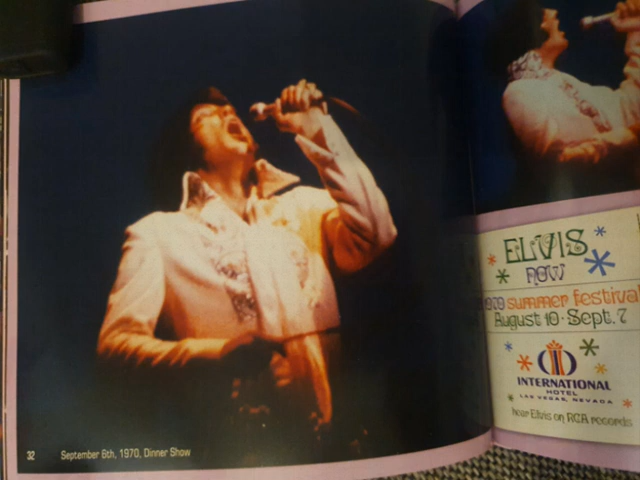 32 September 6th, 1970, Dinner Show
ELVIS
NOW
1970 summer festival
August 10 - Sept. 7
INTERNATIONAL
HOTEL
LAS VEGAS, NEVADA
hear Elvis on RCA records